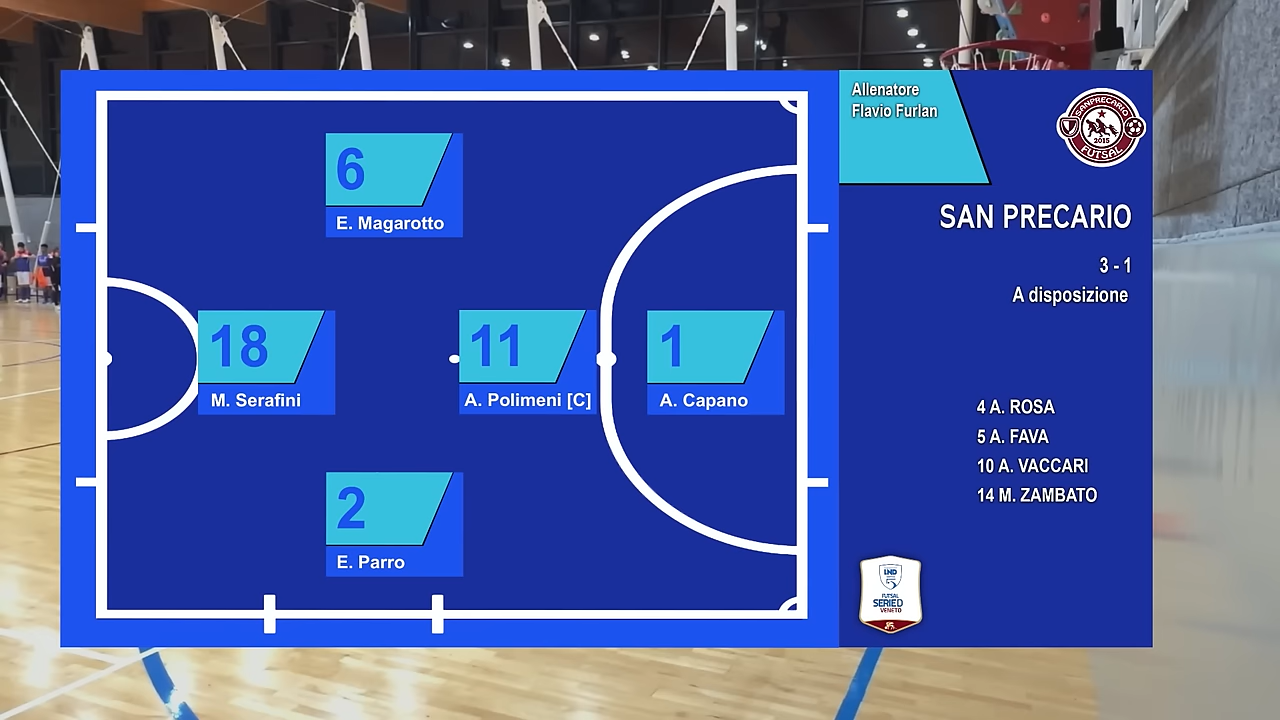 6
E. Magarotto
18
M. Serafini
11
A. Polimeni [C]
1
A. Capano
2
E. Parro
Allenatore
Flavio Furlan
SANPRECARIO
2015
FUTSAL
SAN PRECARIO
3 - 1
A disposizione
4 A. ROSA
5 A. FAVA
10 A. VACCARI
14 M. ZAMBATO
LND
FUTSAL
SERIE D
VENETO